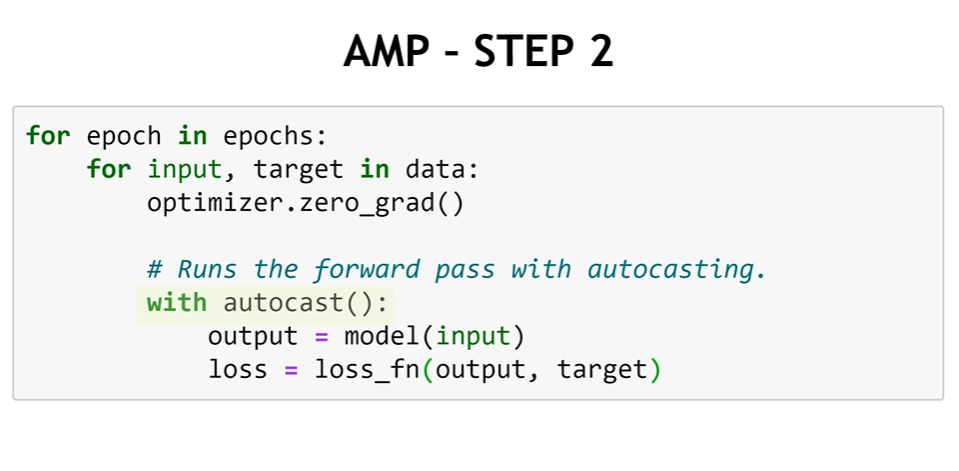 AMP – STEP 2
for epoch in epochs:
    for input, target in data:
        optimizer.zero_grad()

        # Runs the forward pass with autocasting.
        with autocast():
            output = model(input)
            loss = loss_fn(output, target)